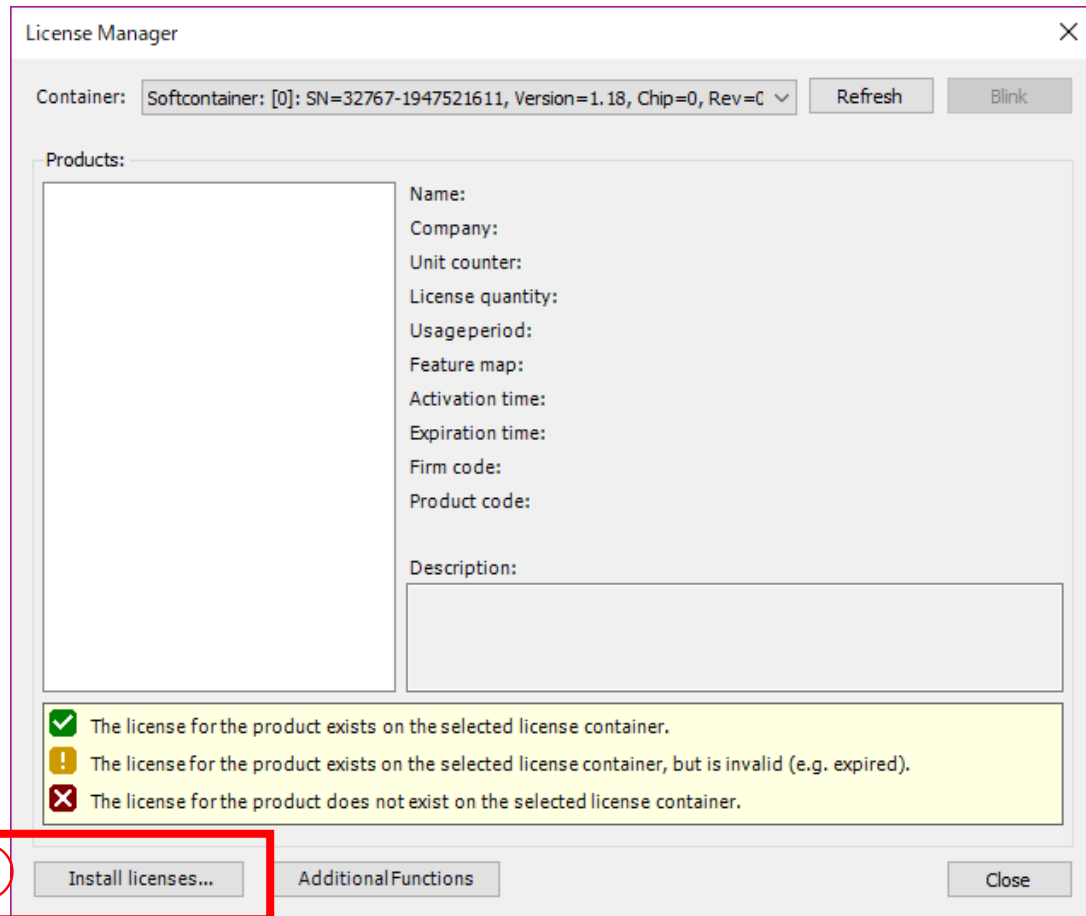 License Manager
Container: Softcontainer: [0]: SN=32767-1947521611, Version=1.18, Chip=0, Rev=0 Refresh Blink
Products:
Name:
Company:
Unit counter:
License quantity:
Usageperiod:
Feature map:
Activation time:
Expiration time:
Firm code:
Product code:
Description:
The license for the product exists on the selected license container.
The license for the product exists on the selected license container, but is invalid (e.g. expired).
The license for the product does not exist on the selected license container.
Install licenses... Additional Functions Close